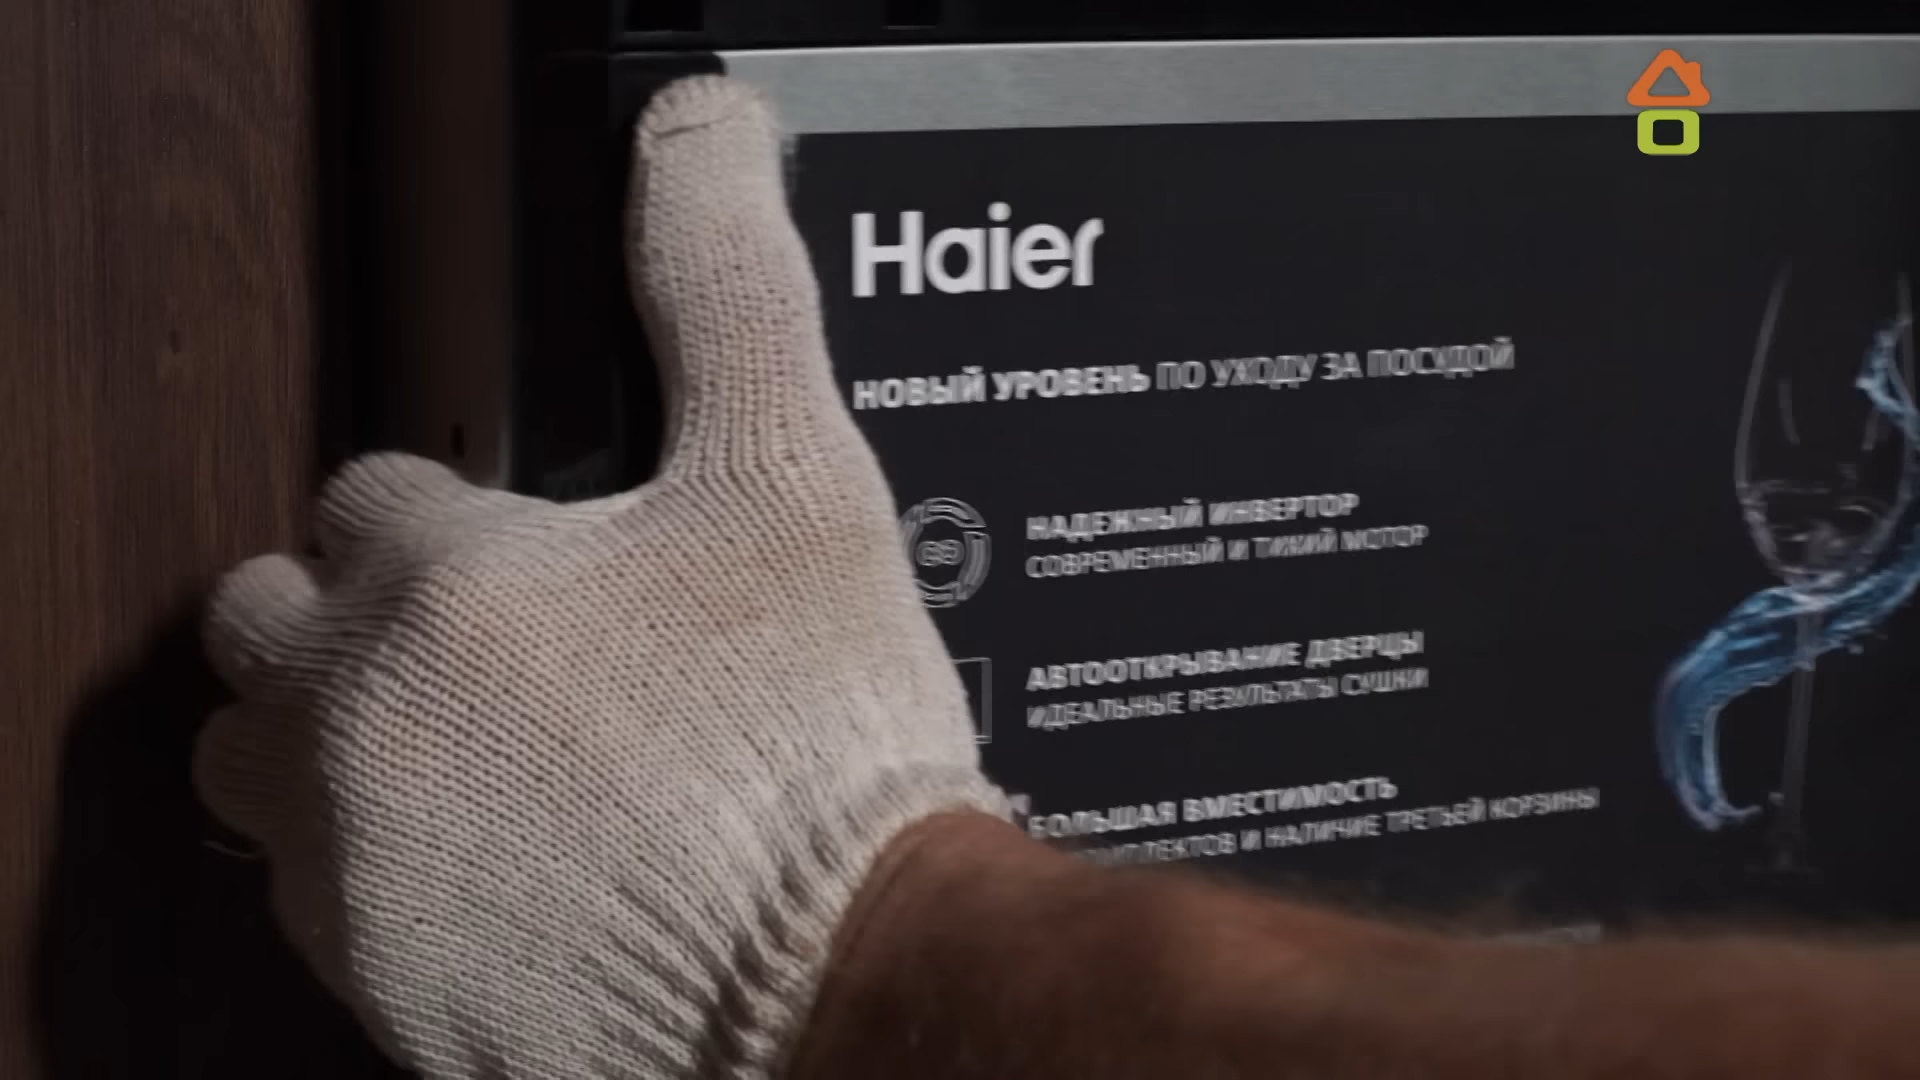 Haier
НОВЫЙ УРОВЕНЬ ПО УХОДУ ЗА ПОСУДОЙ
НАДЕЖНЫЙ ИНВЕРТОР
СОВРЕМЕННЫЙ И ТИХИЙ МОТОР
АВТООТКРЫВАНИЕ ДВЕРЦЫ
ИДЕАЛЬНЫЕ РЕЗУЛЬТАТЫ СУШКИ
БОЛЬШАЯ ВМЕСТИМОСТЬ
И НАЛИЧИЕ ТРЕТЬЕЙ КОРЗИНЫ